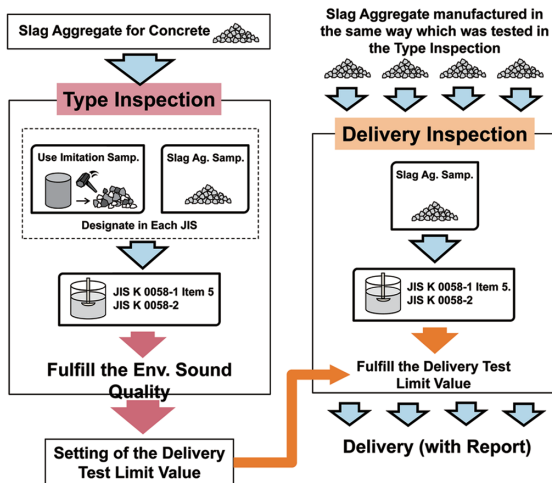 Slag Aggregate for Concrete
Type Inspection
Use Imitation Samp.
Slag Ag. Samp.
Designate in Each JIS
JIS K 0058-1 Item 5
JIS K 0058-2
Fulfill the Env. Sound
Quality
Setting of the Delivery
Test Limit Value
Slag Aggregate manufactured in
the same way which was tested in
the Type Inspection
Delivery Inspection
Slag Ag. Samp.
JIS K 0058-1 Item 5.
JIS K 0058-2
Fulfill the Delivery Test
Limit Value
Delivery (with Report)